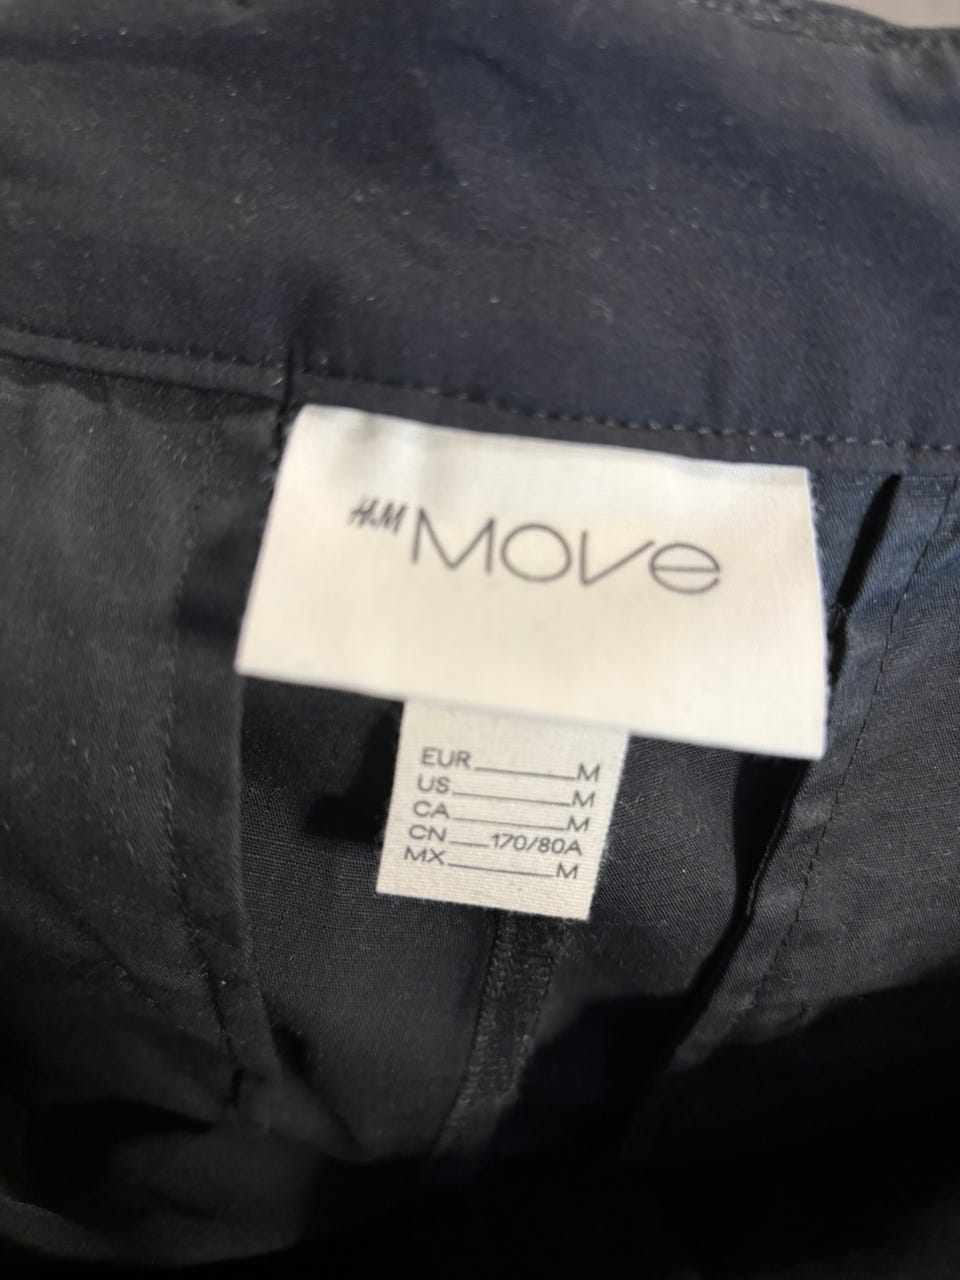 H&M MOVE
EUR M
US M
CA M
CN 170/80A
MX M